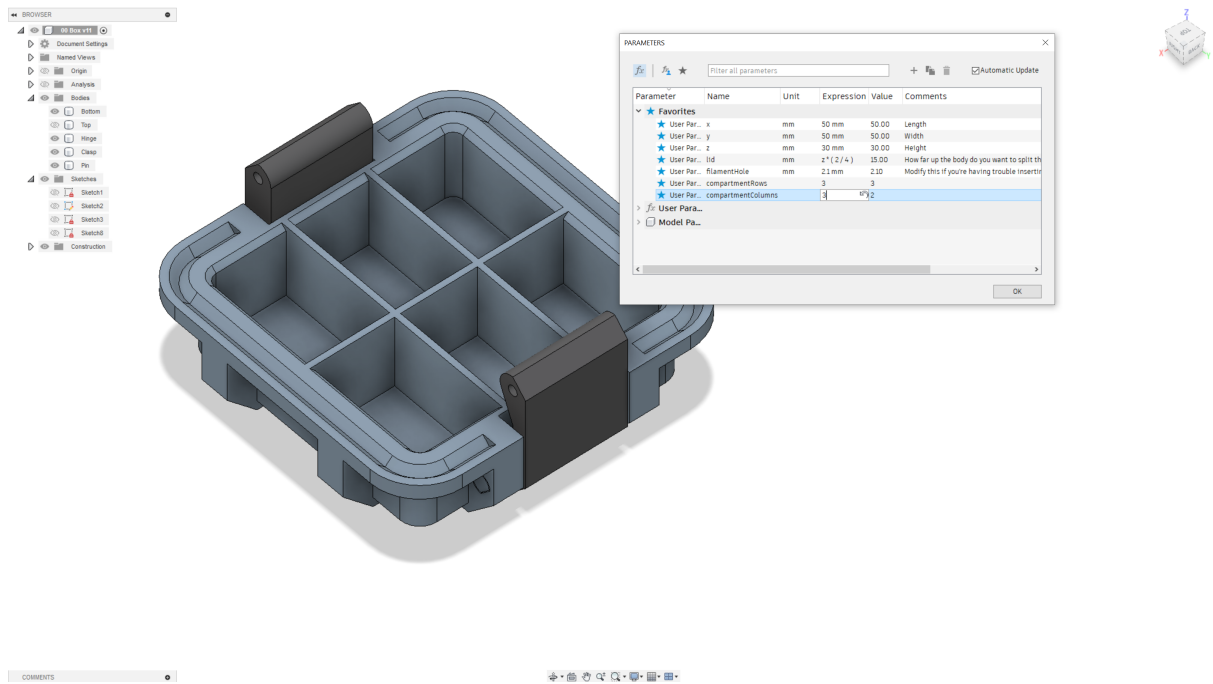 BROWSER
00 Box v11
Document Settings
Named Views
Origin
Analysis
Bodies
Bottom
Top
Hinge
Clasp
Pin
Sketches
Sketch1
Sketch2
Sketch3
Sketch8
Construction
PARAMETERS
Filter all parameters
Automatic Update
Parameter Name Unit Expression Value Comments
Favorites
User Par... x mm 50 mm 50.00 Length
User Par... y mm 50 mm 50.00 Width
User Par... z mm 30 mm 30.00 Height
User Par... lid mm z * ( 2 / 4 ) 15.00 How far up the body do you want to split th
User Par... filamentHole mm 2.1 mm 2.10 Modify this if you're having trouble inserti
User Par... compartmentRows 3 3
User Par... compartmentColumns 3 2
fx User Para...
Model Pa...
OK
Z
X
COMMENTS